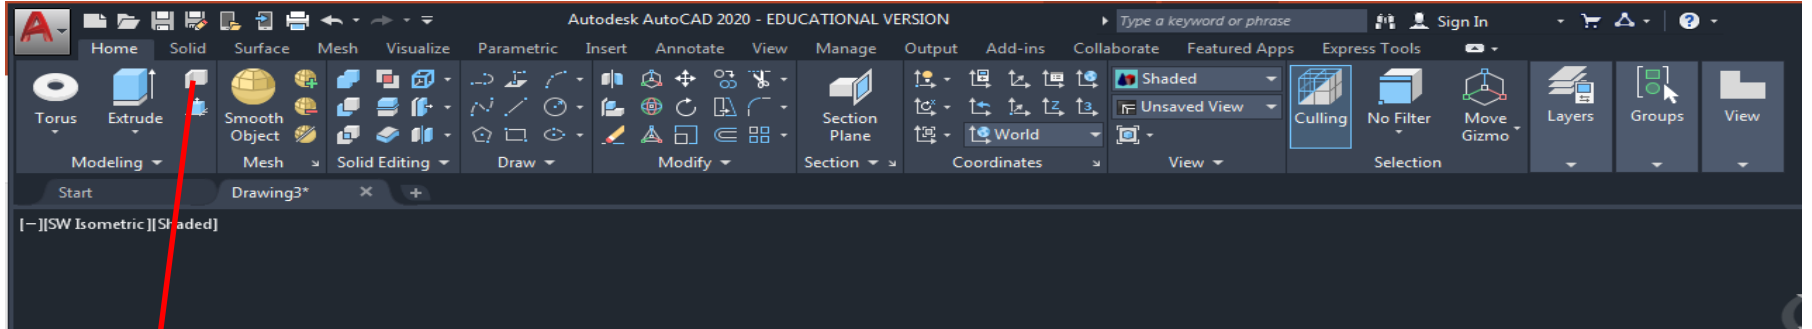 Autodesk AutoCAD 2020 - EDUCATIONAL VERSION Type a keyword or phrase Sign In
Home Solid Surface Mesh Visualize Parametric Insert Annotate View Manage Output Add-ins Collaborate Featured Apps Express Tools
Torus Extrude
Smooth
Object
Section
Plane
Shaded
Unsaved View
World
Culling No Filter
Move
Gizmo
Layers Groups View
Modeling Mesh Solid Editing Draw Modify Section Coordinates View Selection
Start Drawing3* +
[−][SW Isometric][Shaded]